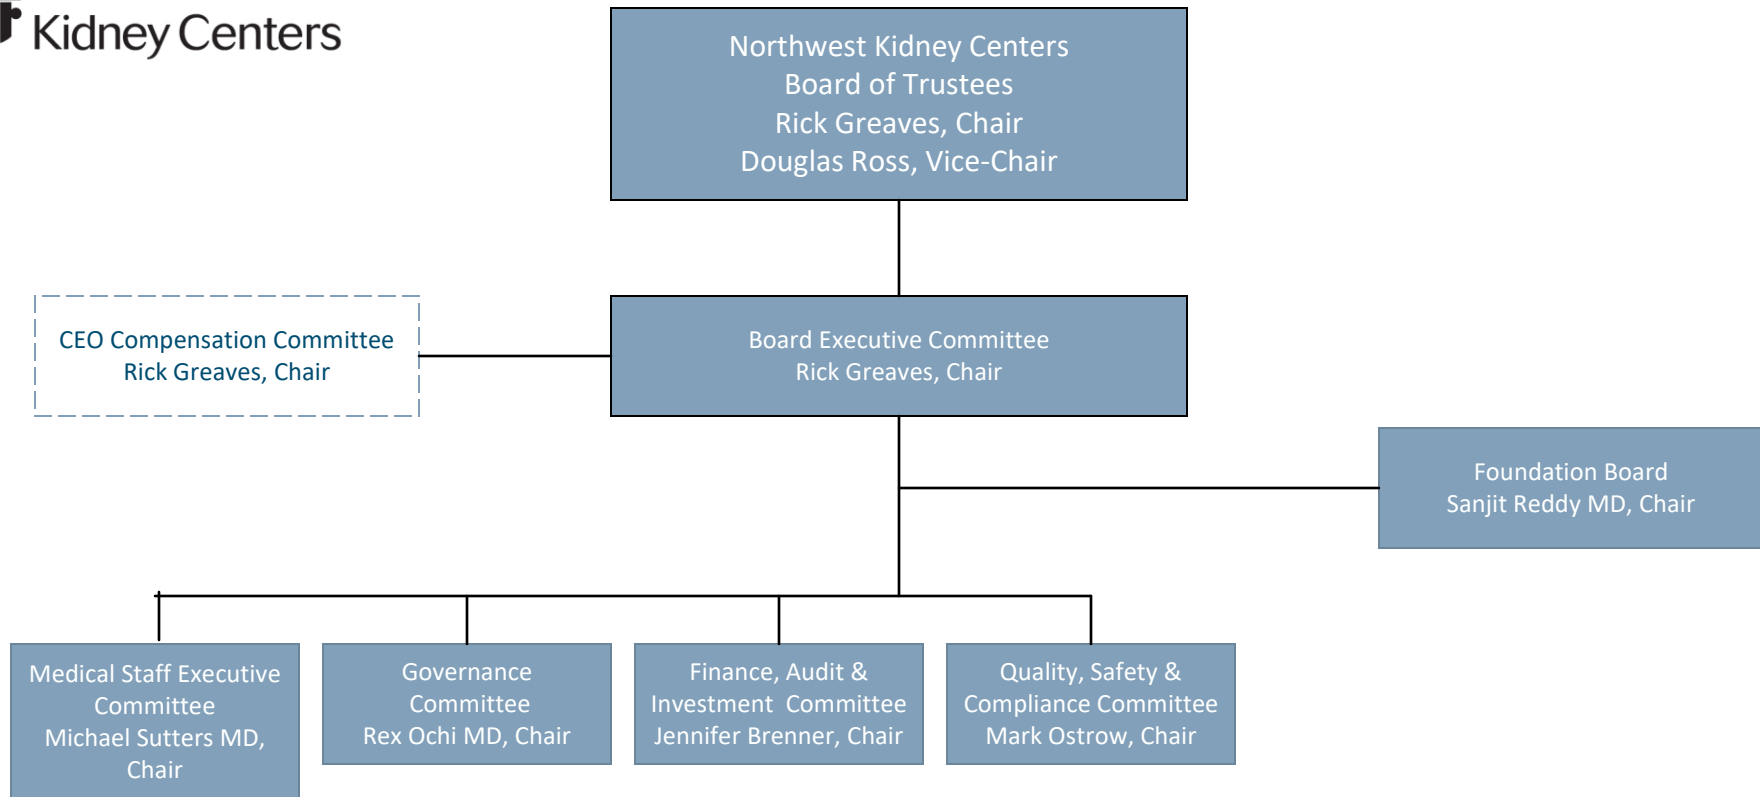 Kidney Centers
Northwest Kidney Centers
Board of Trustees
Rick Greaves, Chair
Douglas Ross, Vice-Chair
CEO Compensation Committee
Rick Greaves, Chair
Board Executive Committee
Rick Greaves, Chair
Foundation Board
Sanjit Reddy MD, Chair
Medical Staff Executive
Committee
Michael Sutters MD,
Chair
Governance
Committee
Rex Ochi MD, Chair
Finance, Audit &
Investment  Committee
Jennifer Brenner, Chair
Quality, Safety &
Compliance Committee
Mark Ostrow, Chair